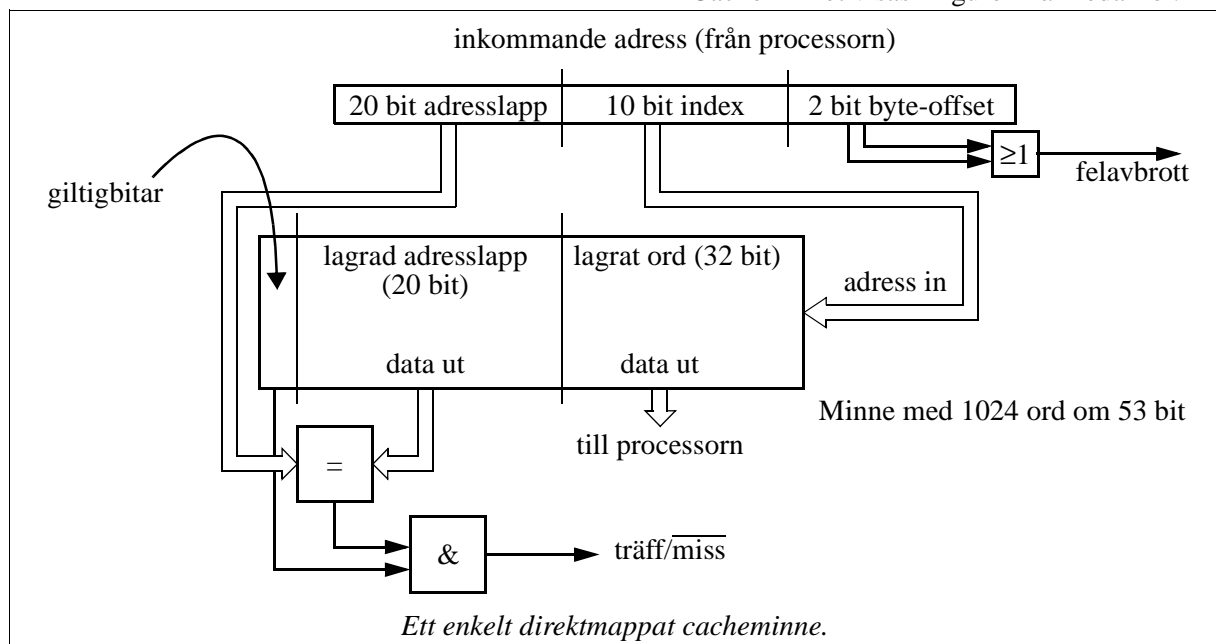 inkommande adress (från processorn)
20 bit adresslapp 10 bit index 2 bit byte-offset
≥1
felavbrott
giltigbitar
lagrad adresslapp
(20 bit)
lagrat ord (32 bit)
adress in
data ut
data ut
Minne med 1024 ord om 53 bit
till processorn
=
&
träff/miss
Ett enkelt direktmappat cacheminne.